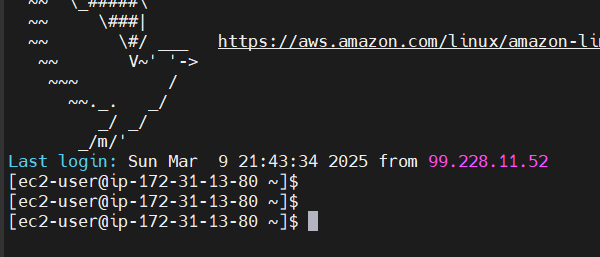 ~~   \_#####\
~~      \###|
~~        \#/ ___   https://aws.amazon.com/linux/amazon-li
~~         V~' '->
~~~         /
~~._.   _/
_/ _/
_/m/'
Last login: Sun Mar  9 21:43:34 2025 from 99.228.11.52
[ec2-user@ip-172-31-13-80 ~]$
[ec2-user@ip-172-31-13-80 ~]$
[ec2-user@ip-172-31-13-80 ~]$